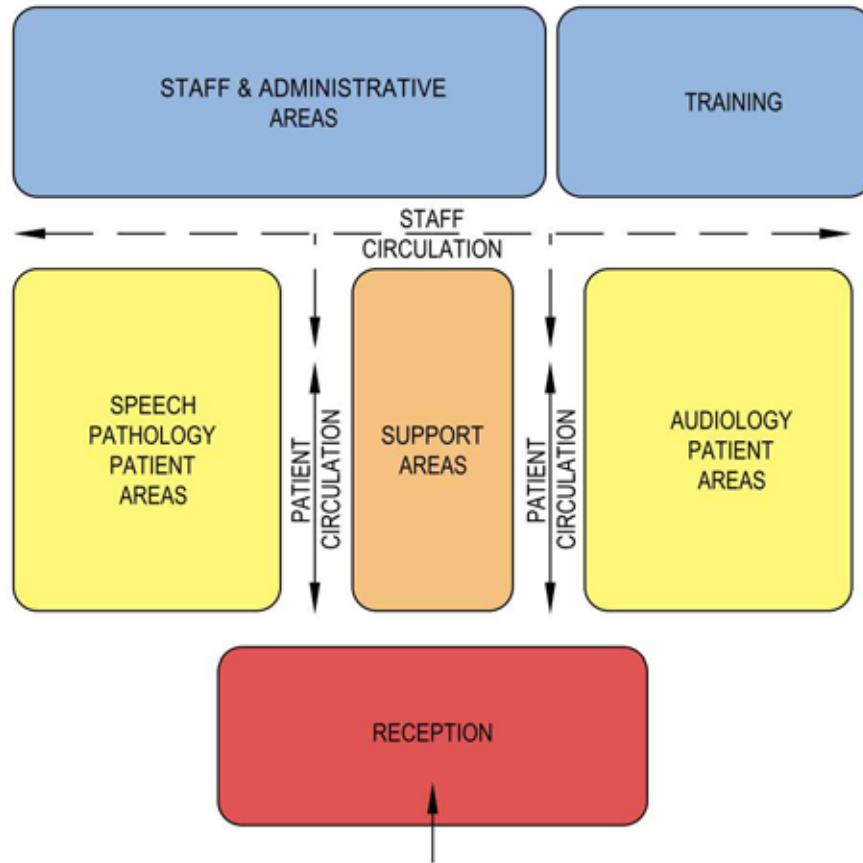 STAFF & ADMINISTRATIVE
AREAS
TRAINING
STAFF
CIRCULATION
SPEECH
PATHOLOGY
PATIENT
AREAS
PATIENT
CIRCULATION
SUPPORT
AREAS
PATIENT
CIRCULATION
AUDIOLOGY
PATIENT
AREAS
RECEPTION